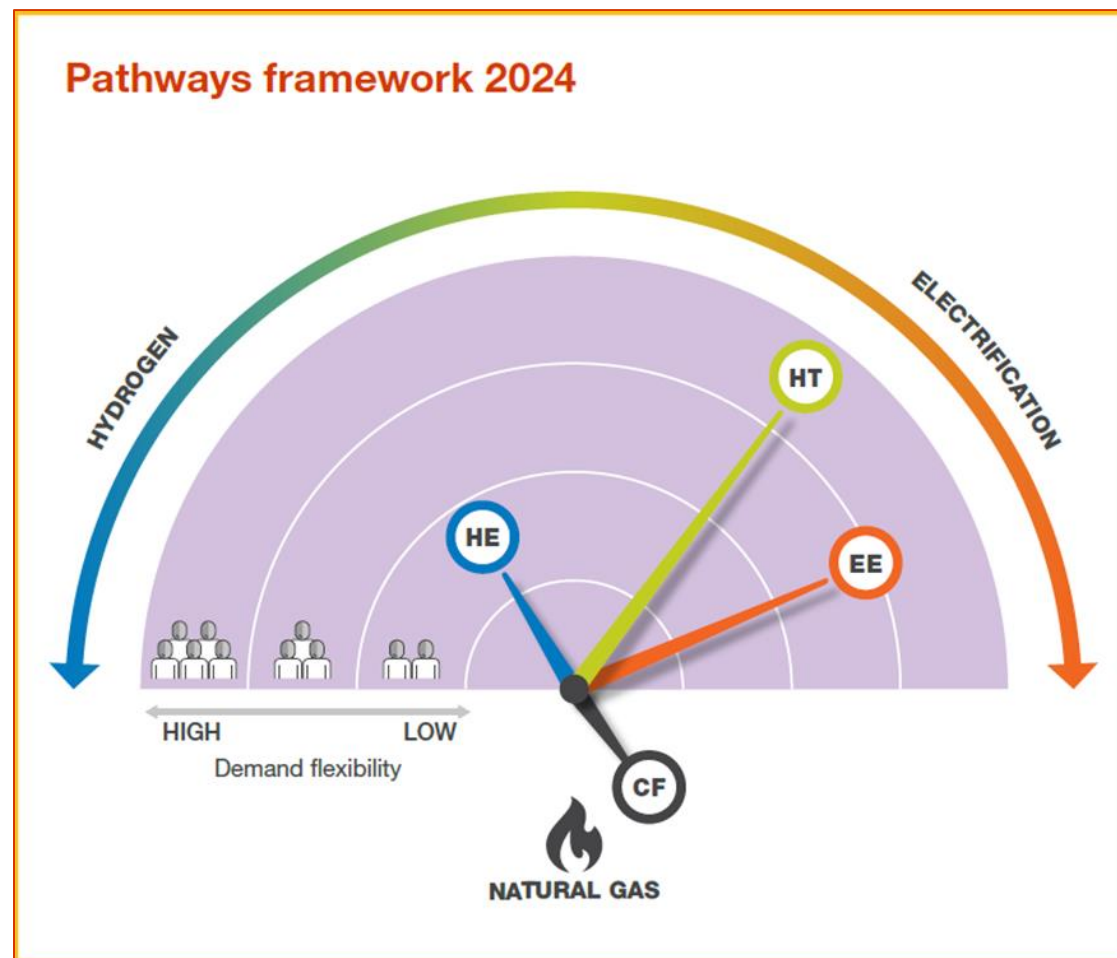 Pathways framework 2024
HYDROGEN
ELECTRIFICATION
HT
HE
EE
HIGH
LOW
Demand flexibility
CF
NATURAL GAS